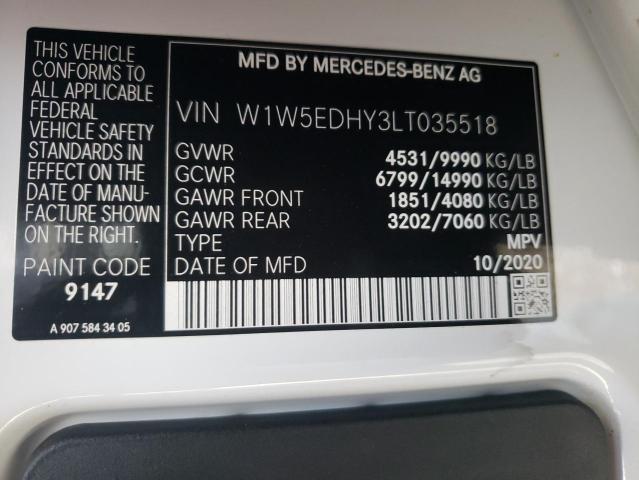 THIS VEHICLE
CONFORMS TO
ALL APPLICABLE
FEDERAL
VEHICLE SAFETY
STANDARDS IN
EFFECT ON THE
DATE OF MANU-
FACTURE SHOWN
ON THE RIGHT.
PAINT CODE
9147
A 907 584 34 05
MFD BY MERCEDES-BENZ AG
VIN W1W5EDHY3LT035518
GVWR 4531/9990 KG/LB
GCWR 6799/14990 KG/LB
GAWR FRONT 1851/4080 KG/LB
GAWR REAR 3202/7060 KG/LB
TYPE MPV
DATE OF MFD 10/2020